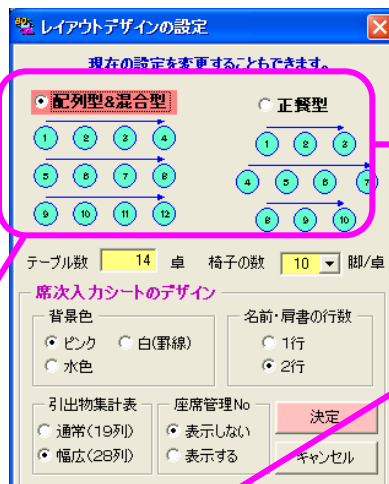 レイアウトデザインの設定
現在の設定を変更することもできます。
配列型&混合型 正餐型
1 2 3 4 1 2 3
5 6 7 8 4 5 6 7
9 10 11 12 8 9 10
テーブル数 14 卓 椅子の数 10 脚/卓
席次入力シートのデザイン
背景色 名前・肩書の行数
ピンク 白(罫線) 1行
水色 2行
引出物集計表 座席管理No
通常(19列) 表示しない 決定
幅広(28列) 表示する キャンセル